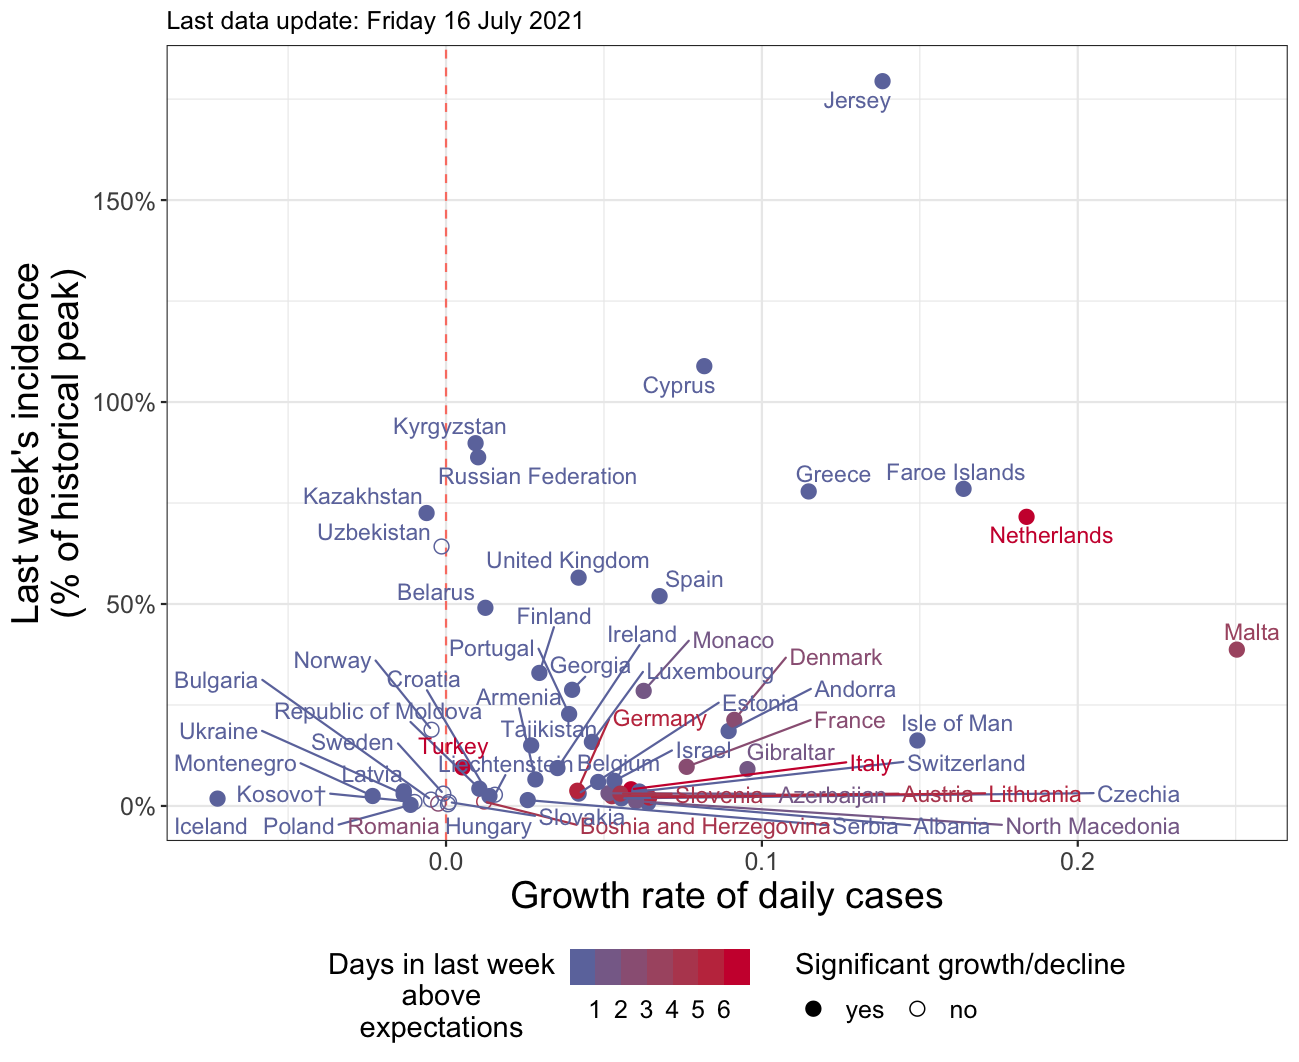 Last data update: Friday 16 July 2021
Last week's incidence
(% of historical peak)
150%
100%
50%
0%
Jersey
Cyprus
Kyrgyzstan
Russian Federation
Greece
Faroe Islands
Kazakhstan
Uzbekistan
Netherlands
United Kingdom
Spain
Belarus
Finland
Ireland
Malta
Portugal
Monaco
Norway
Georgia
Luxembourg
Denmark
Bulgaria
Croatia
Armenia
Estonia
Andorra
Republic of Moldova
Germany
France
Isle of Man
Ukraine
Tajikistan
Sweden
Turkey
Israel
Gibraltar
Montenegro
Latvia
Liechtenstein
Belgium
Italy
Switzerland
Kosovo†
Slovenia
Azerbaijan
Austria
Lithuania
Czechia
Slovakia
Iceland
Poland
Romania
Hungary
Bosnia and Herzegovina
Serbia
Albania
North Macedonia
0.0
0.1
0.2
Growth rate of daily cases
Days in last week
above
expectations
1 2 3 4 5 6
Significant growth/decline
yes
no